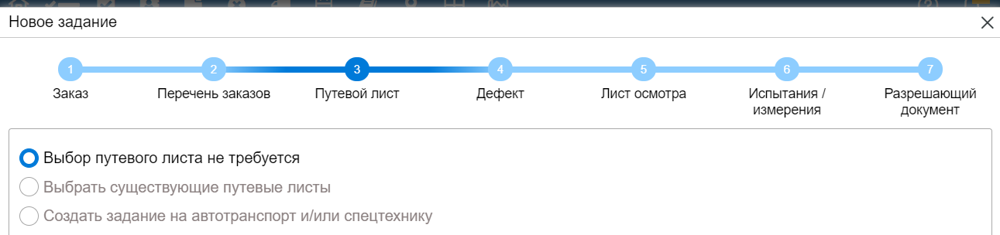 Новое задание
1 2 3 4 5 6 7
Заказ Перечень заказов Путевой лист Дефект Лист осмотра Испытания / Разрешающий
измерения документ
Выбор путевого листа не требуется
Выбрать существующие путевые листы
Создать задание на автотранспорт и/или спецтехнику